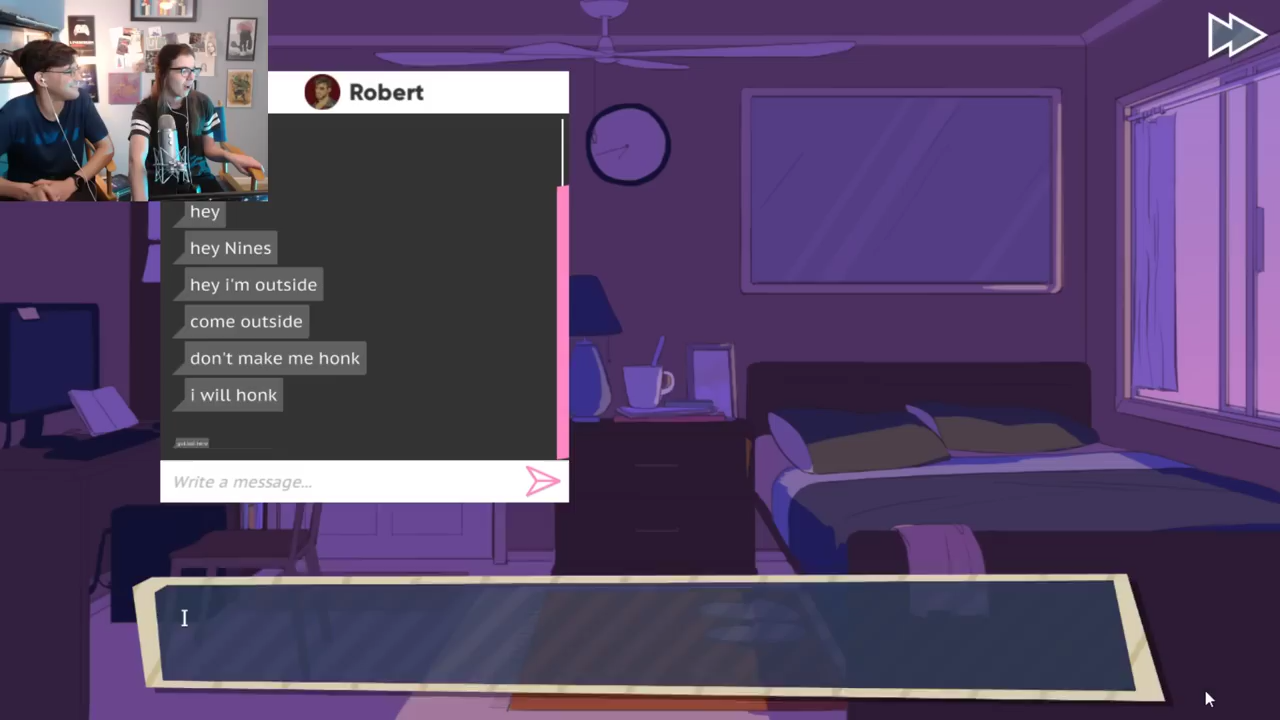 Robert
hey
hey Nines
hey i'm outside
come outside
don't make me honk
i will honk
Write a message...
I